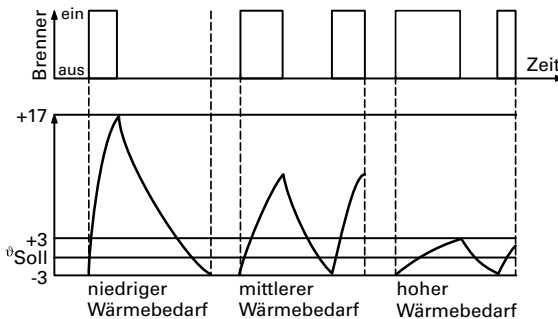 Brenner
ein
aus
Zeit
+17
+3
ϑSoll
-3
niedriger
Wärmebedarf
mittlerer
Wärmebedarf
hoher
Wärmebedarf